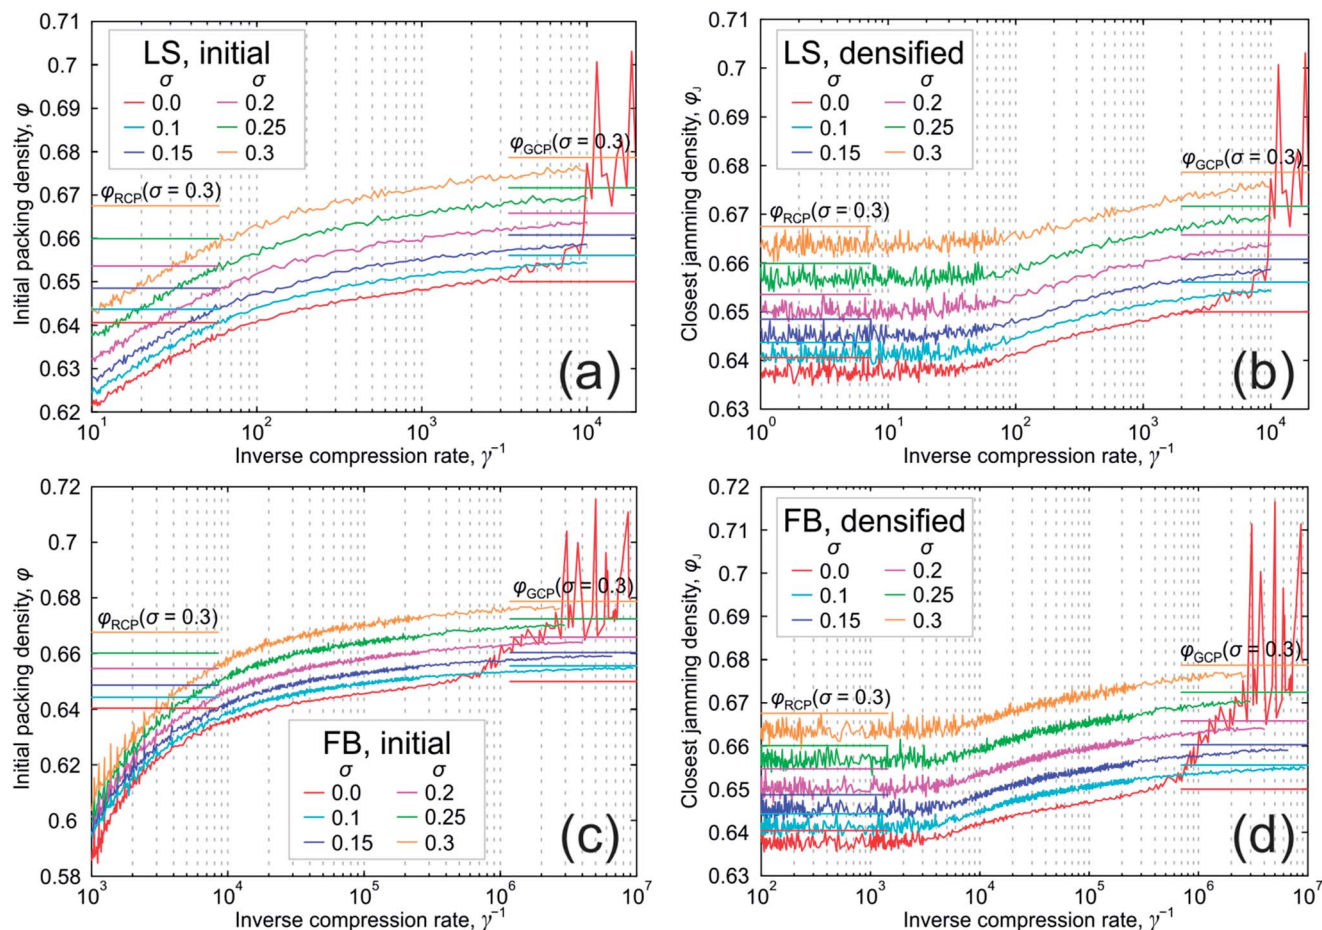 0.71
0.7
0.69
0.68
0.67
0.66
0.65
0.64
0.63
0.62
Initial packing density, φ
LS, initial
σ σ
0.0 0.2
0.1 0.25
0.15 0.3
φRCP(σ = 0.3)
φGCP(σ = 0.3)
(a)
10¹ 10² 10³ 10⁴
Inverse compression rate, γ⁻¹
0.71
0.7
0.69
0.68
0.67
0.66
0.65
0.64
0.63
Closest jamming density, φJ
LS, densified
σ σ
0.0 0.2
0.1 0.25
0.15 0.3
φGCP(σ = 0.3)
φRCP(σ = 0.3)
(b)
10⁰ 10¹ 10² 10³ 10⁴
Inverse compression rate, γ⁻¹
0.72
0.7
0.68
0.66
0.64
0.62
0.6
0.58
Initial packing density, φ
φRCP(σ = 0.3)
φGCP(σ = 0.3)
FB, initial
σ σ
0.0 0.2
0.1 0.25
0.15 0.3
(c)
10³ 10⁴ 10⁵ 10⁶ 10⁷
Inverse compression rate, γ⁻¹
0.72
0.71
0.7
0.69
0.68
0.67
0.66
0.65
0.64
0.63
Closest jamming density, φJ
FB, densified
σ σ
0.0 0.2
0.1 0.25
0.15 0.3
φGCP(σ = 0.3)
φRCP(σ = 0.3)
(d)
10² 10³ 10⁴ 10⁵ 10⁶ 10⁷
Inverse compression rate, γ⁻¹